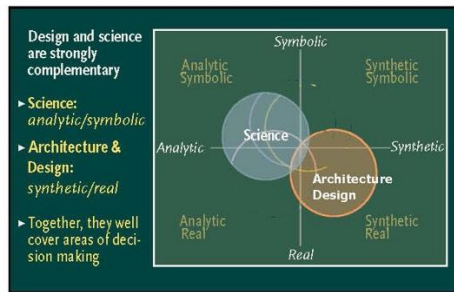 Design and science
are strongly
complementary
► Science:
analytic/symbolic
► Architecture &
Design:
synthetic/real
► Together, they well
cover areas of deci-
sion making
Symbolic
Analytic
Symbolic
Synthetic
Symbolic
Science
Analytic
Synthetic
Architecture
Design
Analytic
Real
Synthetic
Real
Real